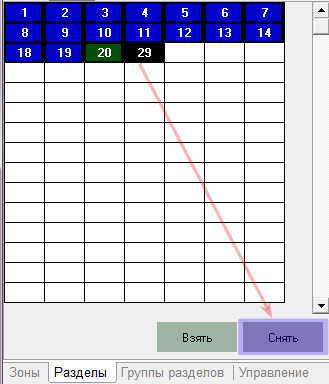 1 2 3 4 5 6 7
8 9 10 11 12 13 14
18 19 20 29
Взять Снять
Зоны Разделы Группы разделов Управление